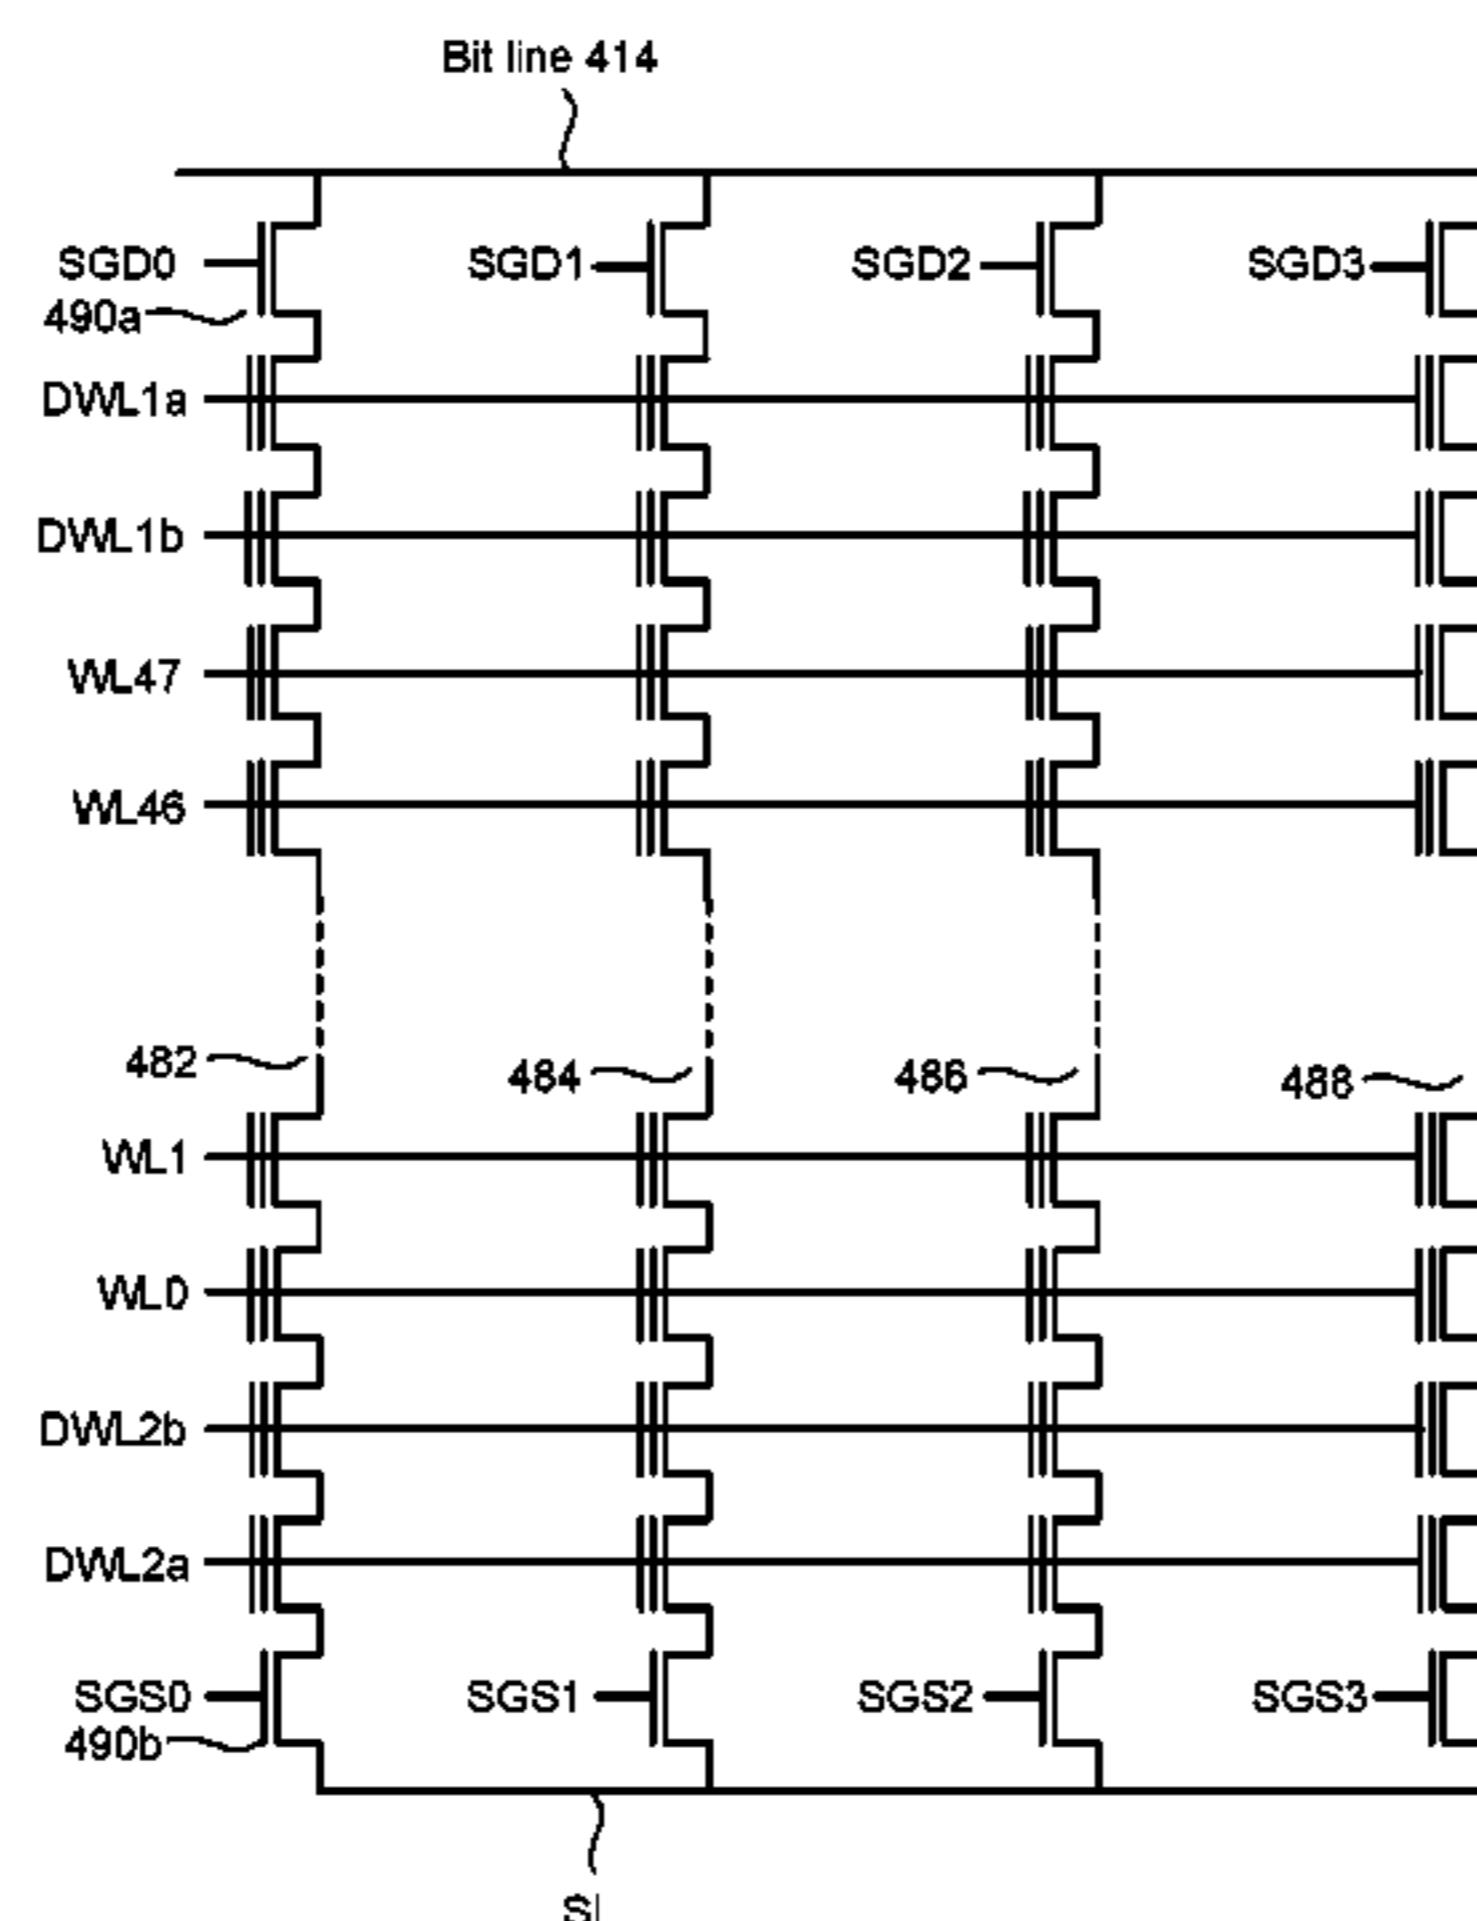 Bit line 414
SGD0 SGD1 SGD2 SGD3
490a
DWL1a
DWL1b
WL47
WL46
482 484 486 488
WL1
WL0
DWL2b
DWL2a
SGS0 SGS1 SGS2 SGS3
490b